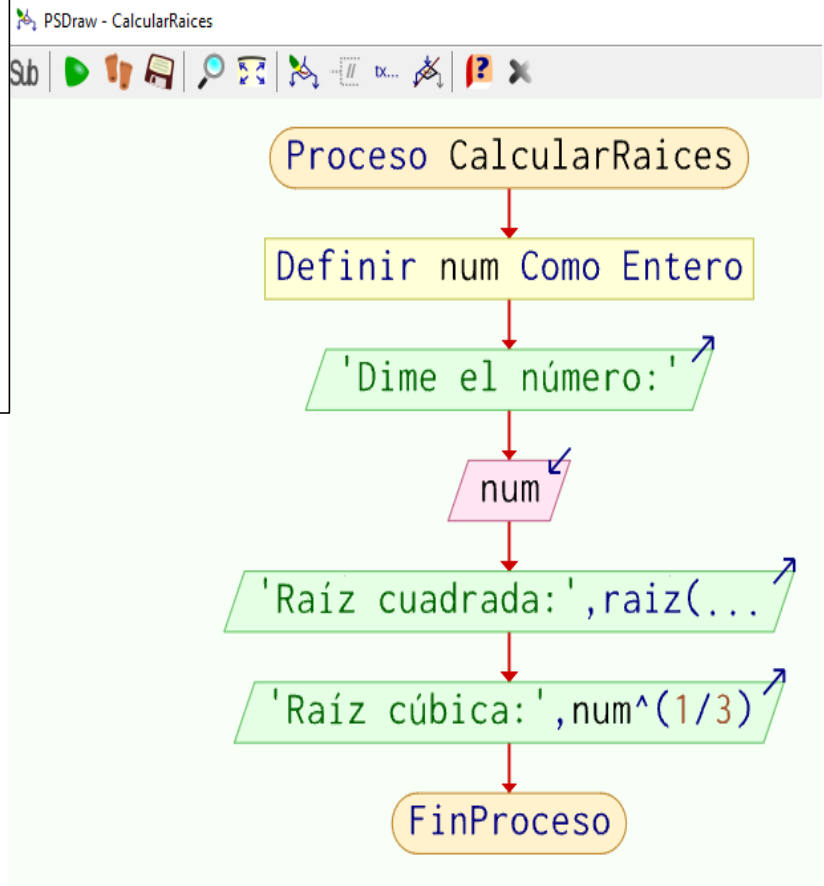 PSDraw - CalcularRaices
Sub
tx...
?
Proceso CalcularRaices
Definir num Como Entero
'Dime el número:'
num
'Raíz cuadrada:',raiz(...
'Raíz cúbica:',num^(1/3)
FinProceso